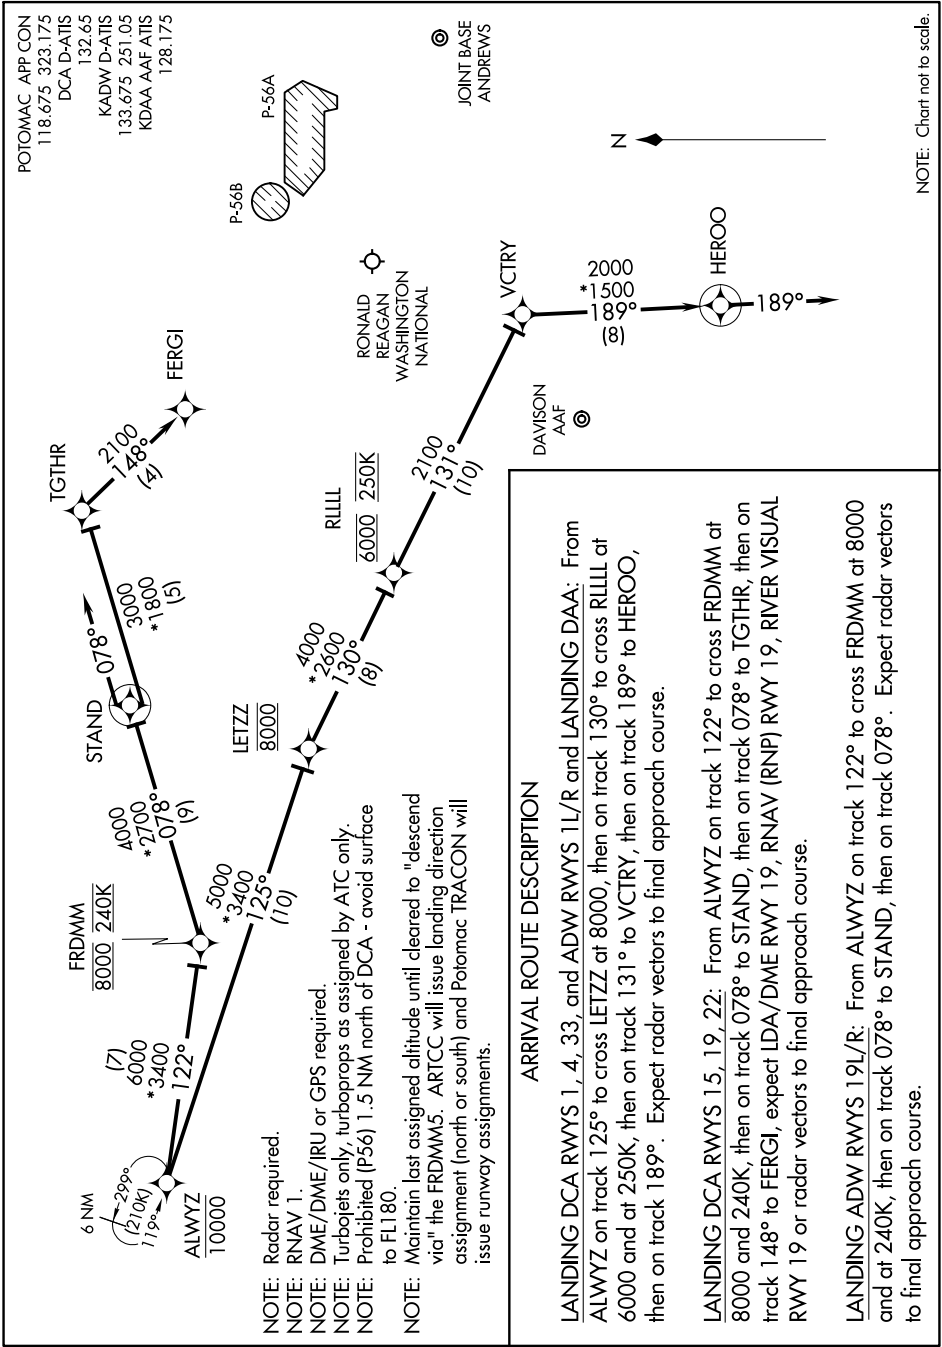 POTOMAC APP CON
118.675 323.175
DCA D-ATIS
132.65
KADW D-ATIS
133.675 251.05
KDAA AAF ATIS
128.175
P-56A
P-56B
JOINT BASE
ANDREWS
N
NOTE: Chart not to scale.
RONALD
REAGAN
WASHINGTON
NATIONAL
DAVISON
AAF
FERGI
2100
148°
(4)
TGTHR
3000
*1800
(5)
078°
STAND
4000
*2700
078°
(9)
FRDMM
8000 240K
(7)
6000
*3400
122°
6 NM
299°
(210K)
119°
ALWYZ
10000
5000
*3400
125°
(10)
LETZZ
8000
4000
*2600
130°
(8)
RLLLL
6000 250K
2100
131°
(10)
VCTRY
2000
*1500
189°
(8)
HEROO
189°
NOTE: Radar required.
NOTE: RNAV 1.
NOTE: DME/DME/IRU or GPS required.
NOTE: Turbojets only, turboprops as assigned by ATC only.
NOTE: Prohibited (P56) 1.5 NM north of DCA - avoid surface
to FL180.
NOTE: Maintain last assigned altitude until cleared to "descend
via" the FRDMM5. ARTCC will issue landing direction
assignment (north or south) and Potomac TRACON will
issue runway assignments.
ARRIVAL ROUTE DESCRIPTION
LANDING DCA RWYS 1, 4, 33, and ADW RWYS 1L/R and LANDING DAA: From
ALWYZ on track 125° to cross LETZZ at 8000, then on track 130° to cross RLLLL at
6000 and at 250K, then on track 131° to VCTRY, then on track 189° to HEROO,
then on track 189°. Expect radar vectors to final approach course.
LANDING DCA RWYS 15, 19, 22: From ALWYZ on track 122° to cross FRDMM at
8000 and 240K, then on track 078° to STAND, then on track 078° to TGTHR, then on
track 148° to FERGI, expect LDA/DME RWY 19, RNAV (RNP) RWY 19, RIVER VISUAL
RWY 19 or radar vectors to final approach course.
LANDING ADW RWYS 19L/R: From ALWYZ on track 122° to cross FRDMM at 8000
and at 240K, then on track 078° to STAND, then on track 078°. Expect radar vectors
to final approach course.